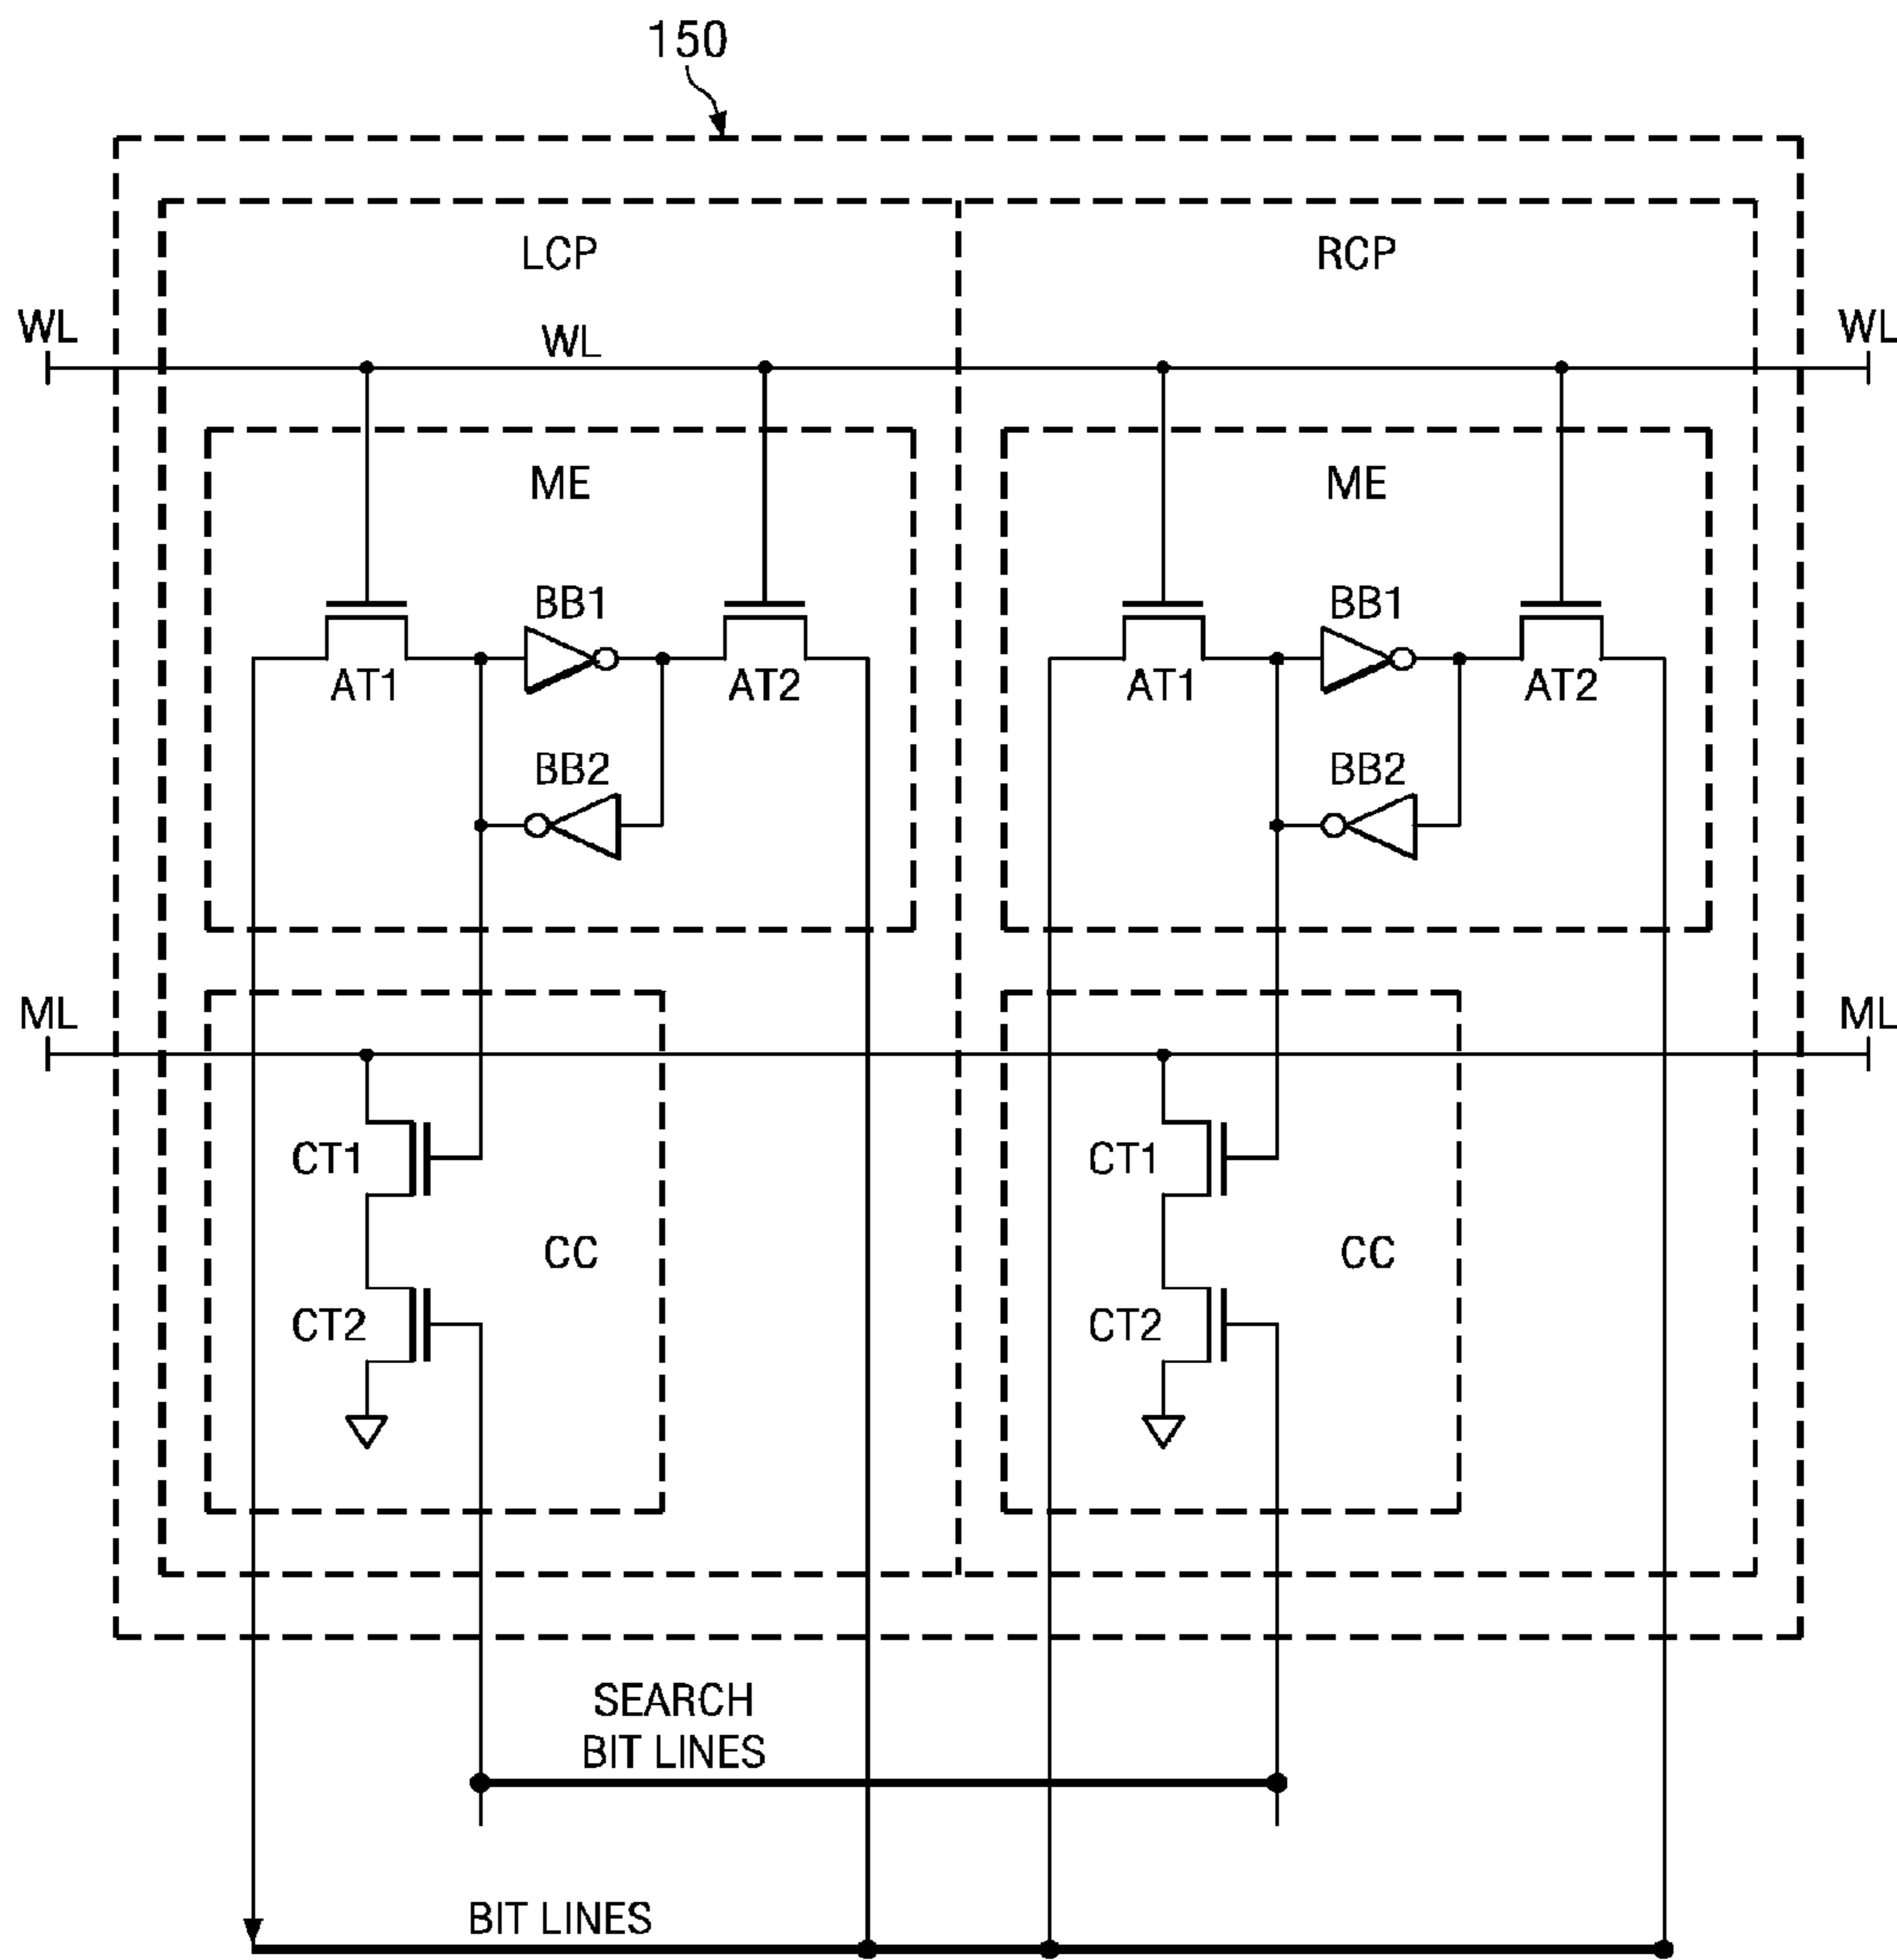 150
LCP
RCP
WL
WL
WL
ME
ME
BB1
BB1
AT1
AT2
AT1
AT2
BB2
BB2
ML
ML
CT1
CT1
CC
CC
CT2
CT2
SEARCH
BIT LINES
BIT LINES